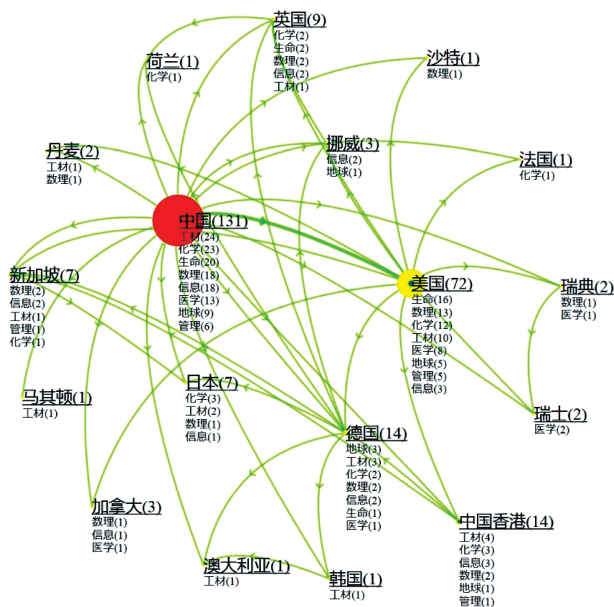 英国(9)
化学(2)
生命(2)
数理(2)
信息(2)
工材(1)
荷兰(1)
化学(1)
沙特(1)
数理(1)
丹麦(2)
工材(1)
数理(1)
挪威(3)
信息(2)
地球(1)
法国(1)
化学(1)
中国(131)
工材(24)
化学(23)
生命(20)
数理(18)
信息(18)
医学(13)
地球(9)
管理(6)
新加坡(7)
数理(2)
信息(2)
工材(1)
管理(1)
化学(1)
美国(72)
生命(16)
数理(13)
化学(12)
工材(10)
医学(8)
地球(5)
管理(5)
信息(3)
瑞典(2)
数理(1)
医学(1)
马其顿(1)
工材(1)
日本(7)
化学(3)
工材(2)
数理(1)
信息(1)
瑞士(2)
医学(2)
德国(14)
地球(3)
工材(3)
化学(2)
数理(2)
信息(2)
生命(1)
医学(1)
加拿大(3)
数理(1)
信息(1)
医学(1)
中国香港(14)
工材(4)
化学(3)
信息(3)
数理(2)
地球(1)
管理(1)
澳大利亚(1)
工材(1)
韩国(1)
工材(1)